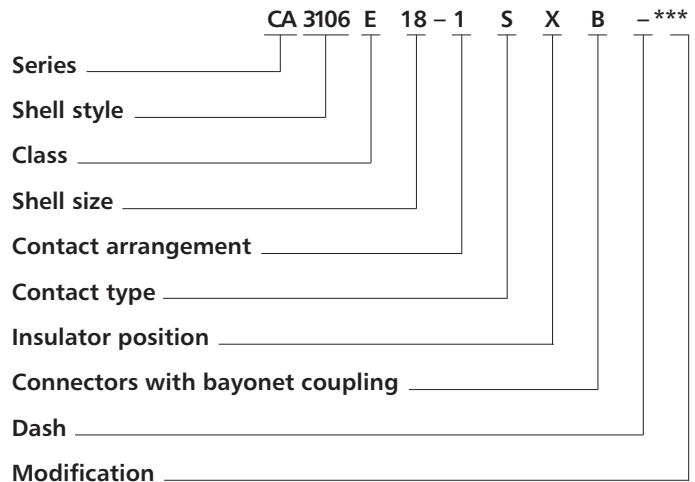 CA 3106 E 18 – 1 S X B – ***
Series
Shell style
Class
Shell size
Contact arrangement
Contact type
Insulator position
Connectors with bayonet coupling
Dash
Modification